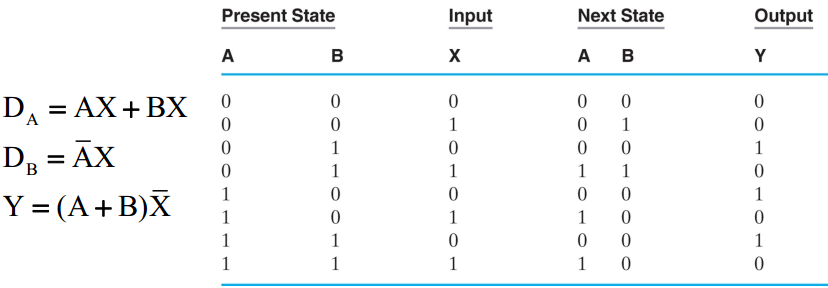 Present State Input Next State Output
A B X A B Y
0 0 0 0 0 0
0 0 1 0 1 0
0 1 0 0 0 1
0 1 1 1 1 0
1 0 0 0 0 1
1 0 1 1 0 0
1 1 0 0 0 1
1 1 1 1 0 0
D_A = AX + BX
D_B = A̅X
Y = (A + B)X̅